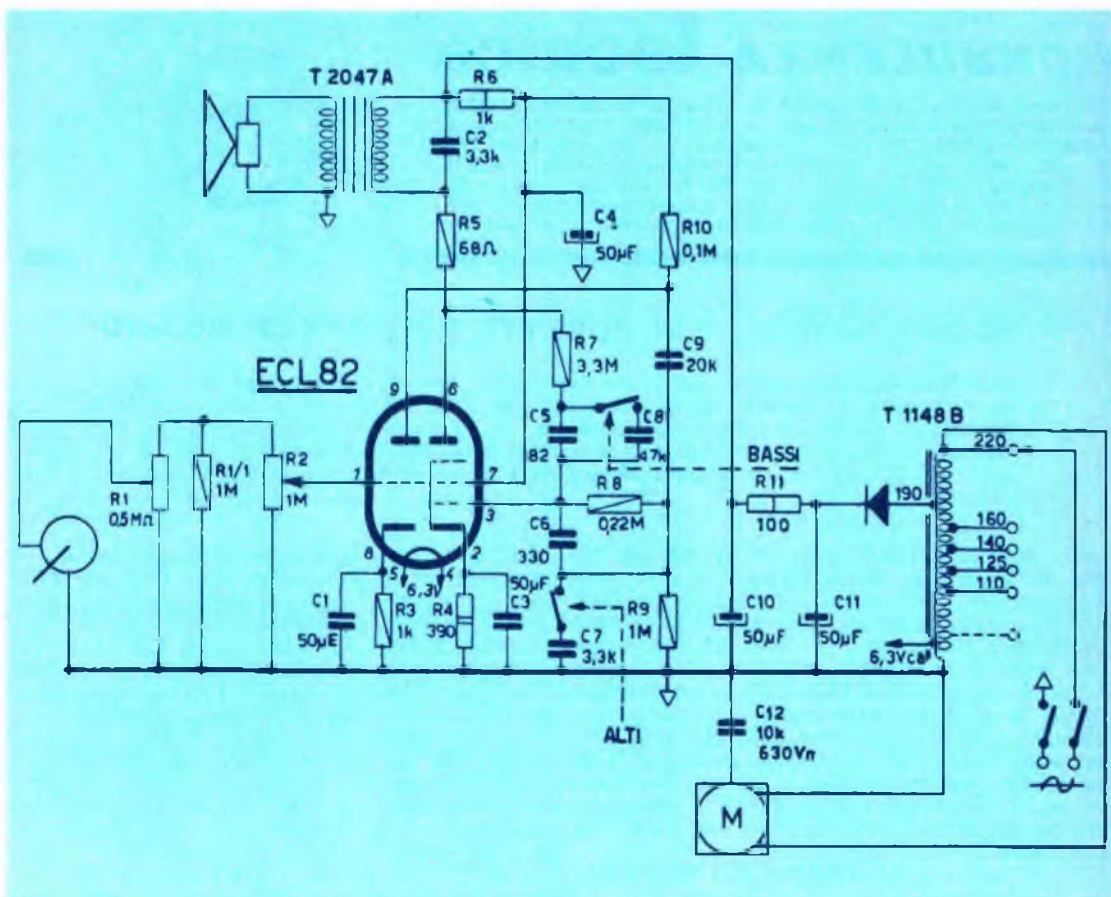 T 2047A
R6
1k
C2
3,3k
R5
68Ω
C4
50µF
R10
0,1M
R7
3,3M
C9
20k
ECL82
9
6
T 1148 B
220
C5
82
C8
47k
BASSI
190
R11
100
160
140
125
110
R1
0,5MΩ
R1/1
1M
R2
1M
1
7
3
R8
0,22M
8
5
6,3V
4
2
C6
330
C1
50µE
R3
1k
R4
390
50µF
C3
C7
3,3k
R9
1M
C10
50µF
C11
50µF
6,3Vca
ALTI
C12
10k
630Vn
M